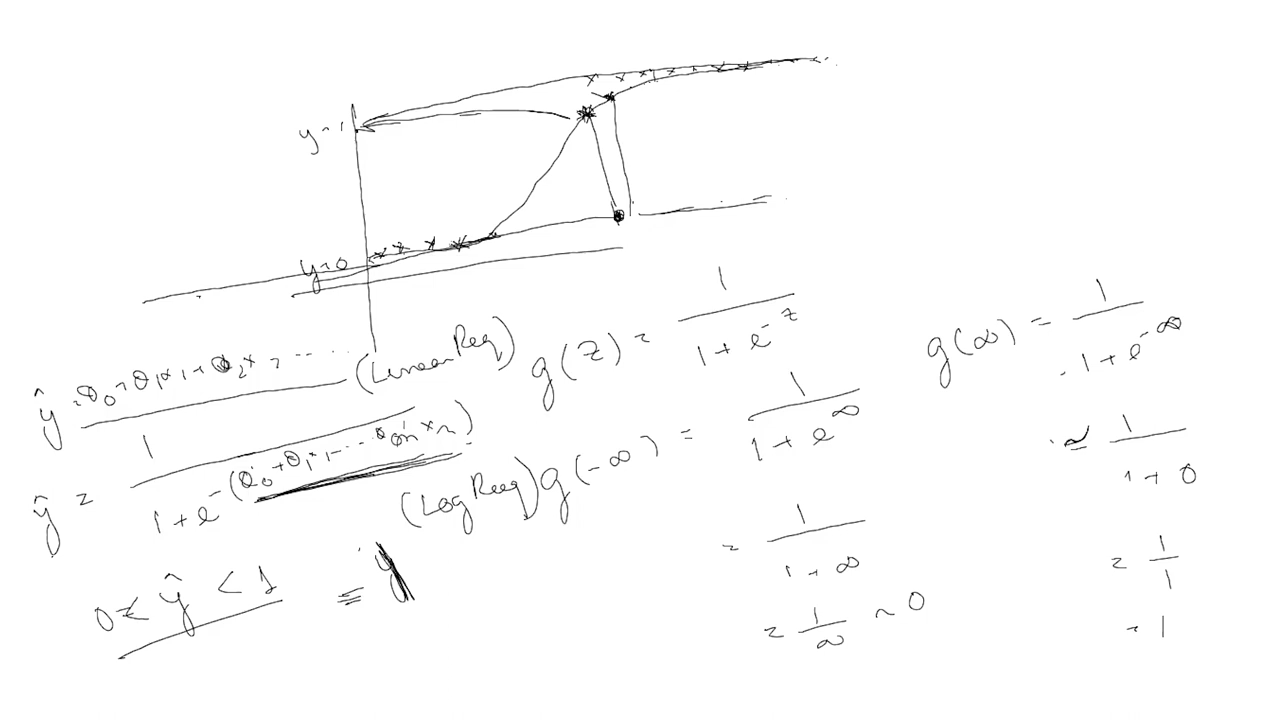 y=1
y=0
ŷ = θ₀+θ₁x₁+θ₂x₂ ..... (Linear Reg)
ŷ = 1 / (1+e^-(θ₀+θ₁x₁.....θₙxₙ)) (Log Reg)
0 < ŷ < 1 ≡ y
g(z) = 1 / (1+e^-z)
g(-∞) = 1 / (1+e^∞)
= 1 / (1+∞)
= 1/∞ ~ 0
g(∞) = 1 / (1+e^-∞)
≃ 1 / (1+0)
= 1/1
= 1